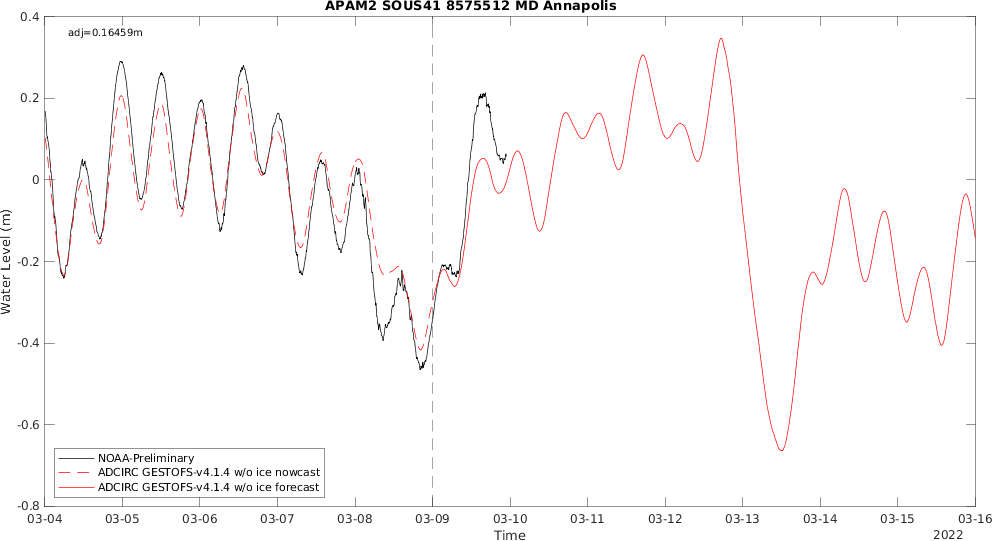 APAM2 SOUS41 8575512 MD Annapolis
adj=0.16459m
0.4
0.2
0
-0.2
-0.4
-0.6
-0.8
Water Level (m)
NOAA-Preliminary
ADCIRC GESTOFS-v4.1.4 w/o ice nowcast
ADCIRC GESTOFS-v4.1.4 w/o ice forecast
03-04 03-05 03-06 03-07 03-08 03-09 03-10 03-11 03-12 03-13 03-14 03-15 03-16
Time
2022